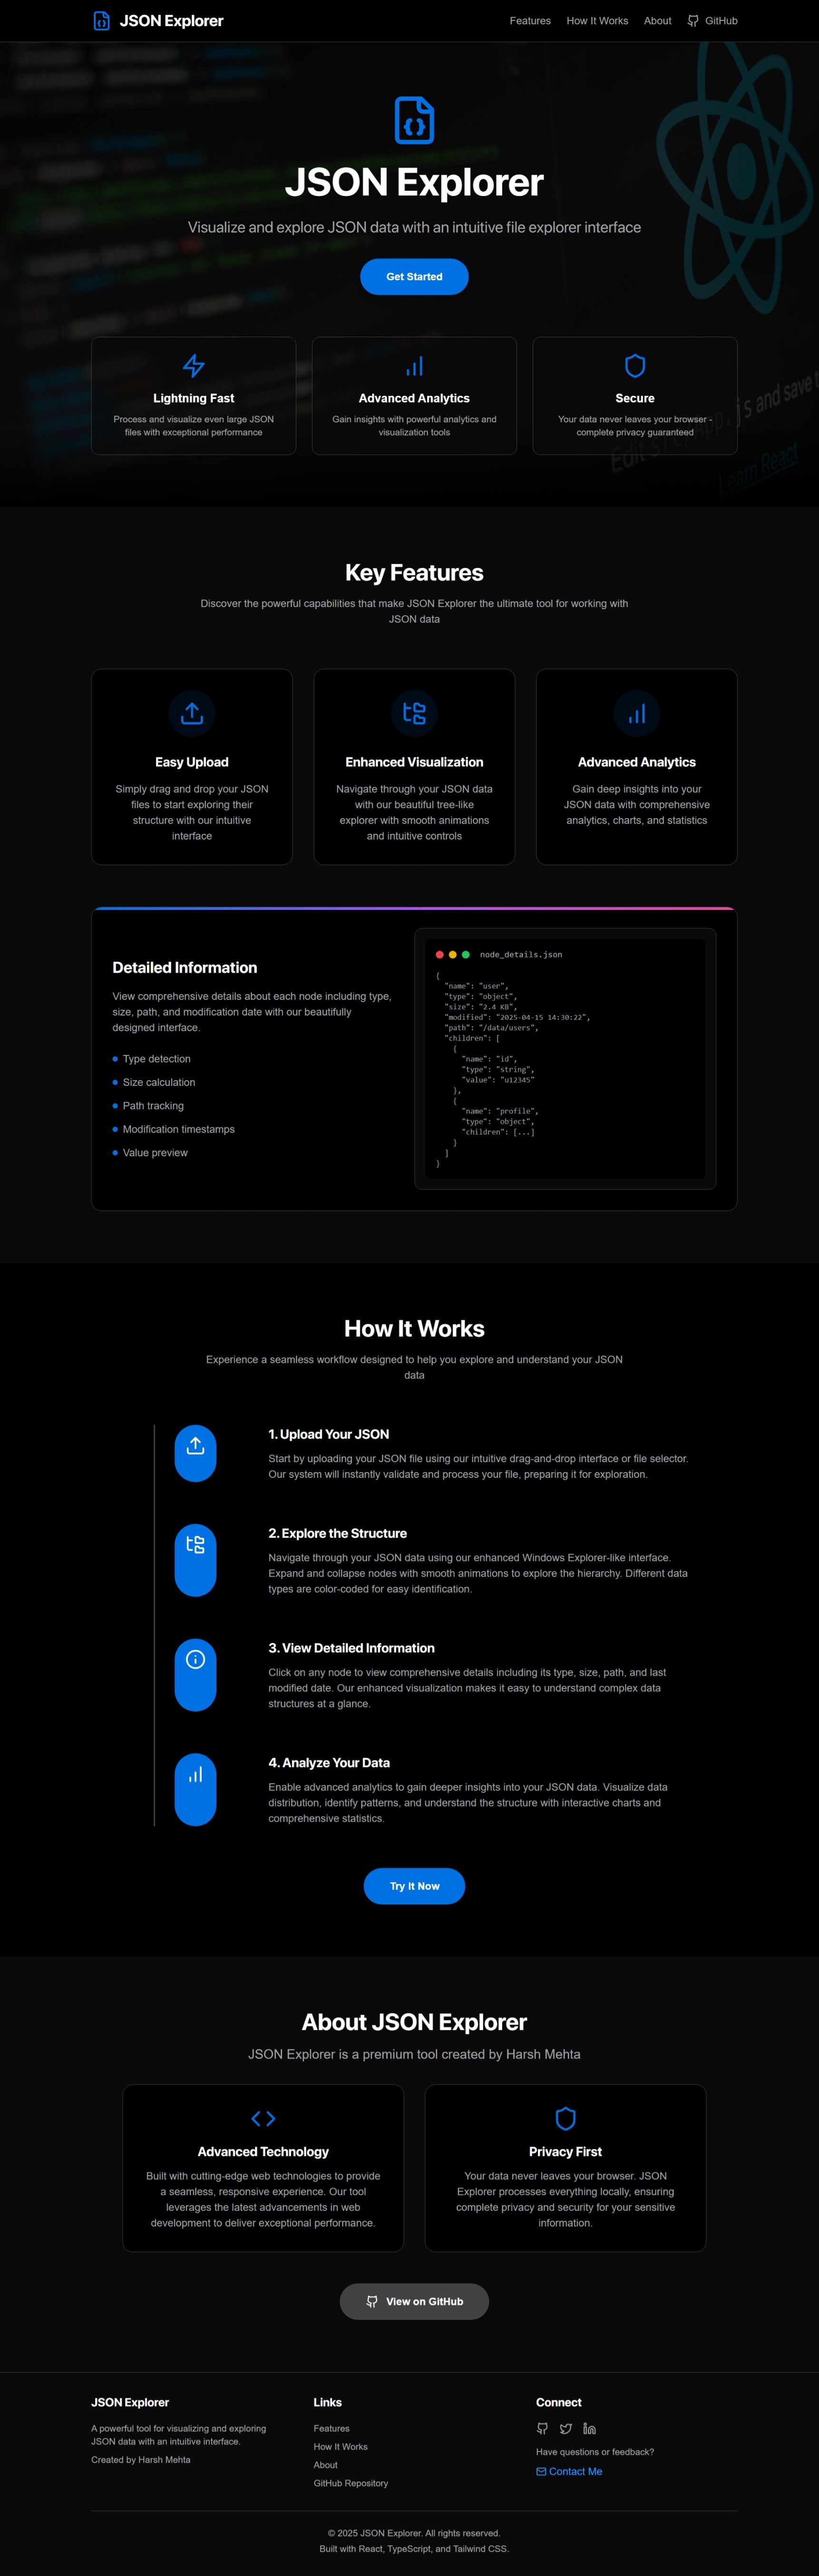 JSON Explorer
Features
How It Works
About
GitHub
JSON Explorer
Visualize and explore JSON data with an intuitive file explorer interface
Get Started
Lightning Fast
Process and visualize even large JSON
files with exceptional performance
Advanced Analytics
Gain insights with powerful analytics and
visualization tools
Secure
Your data never leaves your browser -
complete privacy guaranteed
js and save t
Edit
Learn React
Key Features
Discover the powerful capabilities that make JSON Explorer the ultimate tool for working with
JSON data
Easy Upload
Simply drag and drop your JSON
files to start exploring their
structure with our intuitive
interface
Enhanced Visualization
Navigate through your JSON data
with our beautiful tree-like
explorer with smooth animations
and intuitive controls
Advanced Analytics
Gain deep insights into your
JSON data with comprehensive
analytics, charts, and statistics
Detailed Information
View comprehensive details about each node including type,
size, path, and modification date with our beautifully
designed interface.
Type detection
Size calculation
Path tracking
Modification timestamps
Value preview
node_details.json
{
"name": "user",
"type": "object",
"size": "2.4 KB",
"modified": "2025-04-15 14:30:22",
"path": "/data/users",
"children": [
{
"name": "id",
"type": "string",
"value": "u12345"
},
{
"name": "profile",
"type": "object",
"children": [...]
}
]
}
How It Works
Experience a seamless workflow designed to help you explore and understand your JSON
data
1. Upload Your JSON
Start by uploading your JSON file using our intuitive drag-and-drop interface or file selector.
Our system will instantly validate and process your file, preparing it for exploration.
2. Explore the Structure
Navigate through your JSON data using our enhanced Windows Explorer-like interface.
Expand and collapse nodes with smooth animations to explore the hierarchy. Different data
types are color-coded for easy identification.
3. View Detailed Information
Click on any node to view comprehensive details including its type, size, path, and last
modified date. Our enhanced visualization makes it easy to understand complex data
structures at a glance.
4. Analyze Your Data
Enable advanced analytics to gain deeper insights into your JSON data. Visualize data
distribution, identify patterns, and understand the structure with interactive charts and
comprehensive statistics.
Try It Now
About JSON Explorer
JSON Explorer is a premium tool created by Harsh Mehta
Advanced Technology
Built with cutting-edge web technologies to provide
a seamless, responsive experience. Our tool
leverages the latest advancements in web
development to deliver exceptional performance.
Privacy First
Your data never leaves your browser. JSON
Explorer processes everything locally, ensuring
complete privacy and security for your sensitive
information.
View on GitHub
JSON Explorer
A powerful tool for visualizing and exploring
JSON data with an intuitive interface.
Created by Harsh Mehta
Links
Features
How It Works
About
GitHub Repository
Connect
Have questions or feedback?
Contact Me
© 2025 JSON Explorer. All rights reserved.
Built with React, TypeScript, and Tailwind CSS.